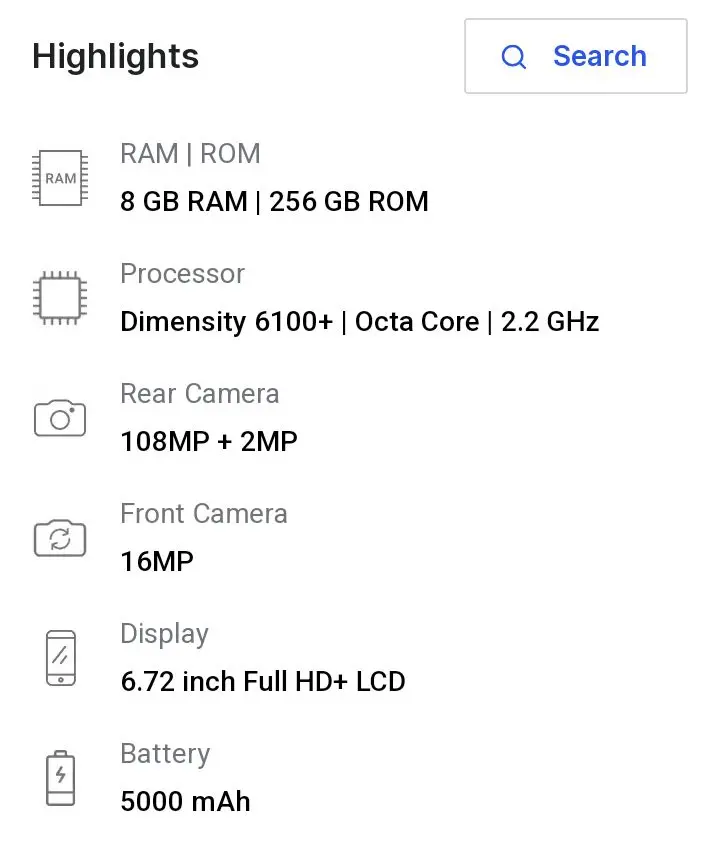 Highlights
Search
RAM
RAM | ROM
8 GB RAM | 256 GB ROM
Processor
Dimensity 6100+ | Octa Core | 2.2 GHz
Rear Camera
108MP + 2MP
Front Camera
16MP
Display
6.72 inch Full HD+ LCD
Battery
5000 mAh